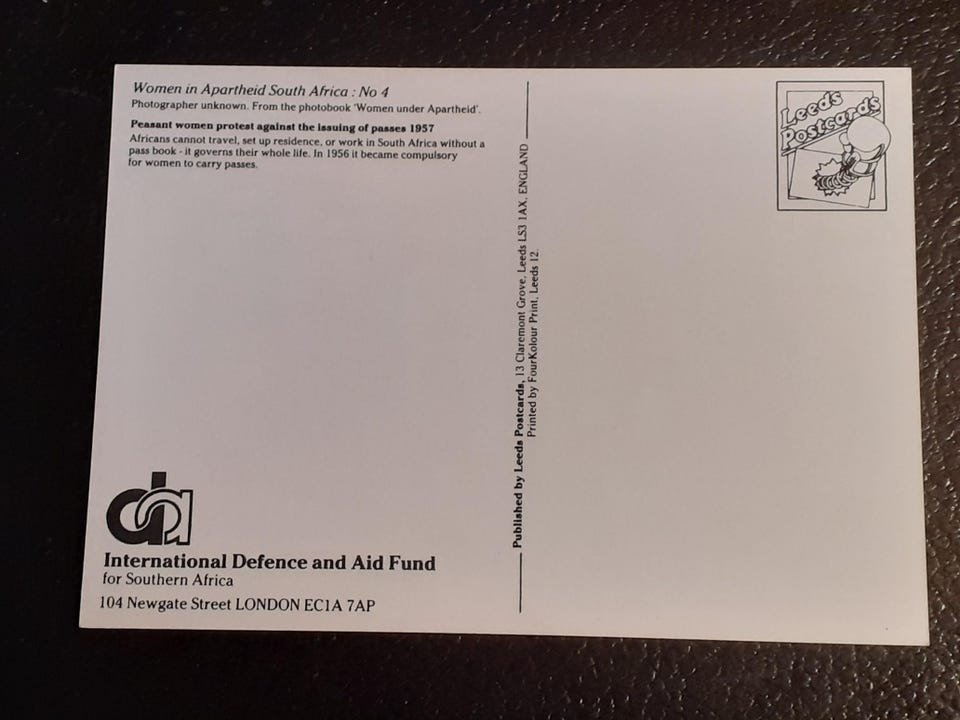 Women in Apartheid South Africa : No 4
Photographer unknown. From the photobook 'Women under Apartheid'.
Peasant women protest against the issuing of passes 1957
Africans cannot travel, set up residence, or work in South Africa without a
pass book - it governs their whole life. In 1956 it became compulsory
for women to carry passes.
da
International Defence and Aid Fund
for Southern Africa
104 Newgate Street LONDON EC1A 7AP
Published by Leeds Postcards, 13 Claremont Grove, Leeds LS3 1AX, ENGLAND
Printed by FourKolour Print, Leeds 12.
Leeds
Postcards